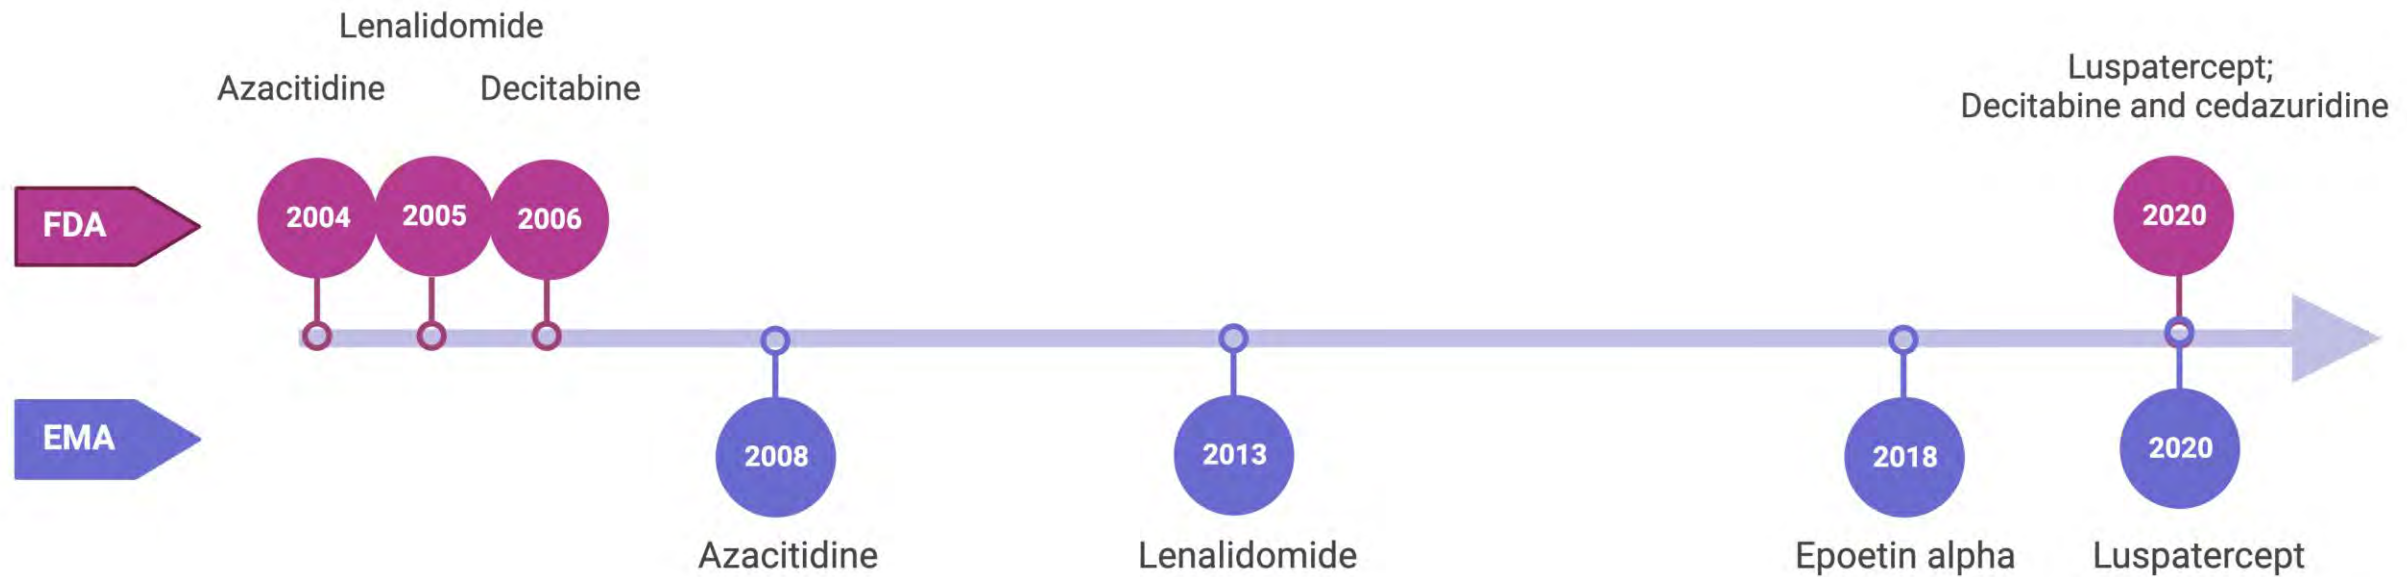 Lenalidomide
Azacitidine
Decitabine
Luspatercept;
Decitabine and cedazuridine
FDA
2004
2005
2006
2020
EMA
2008
2013
2018
2020
Azacitidine
Lenalidomide
Epoetin alpha
Luspatercept